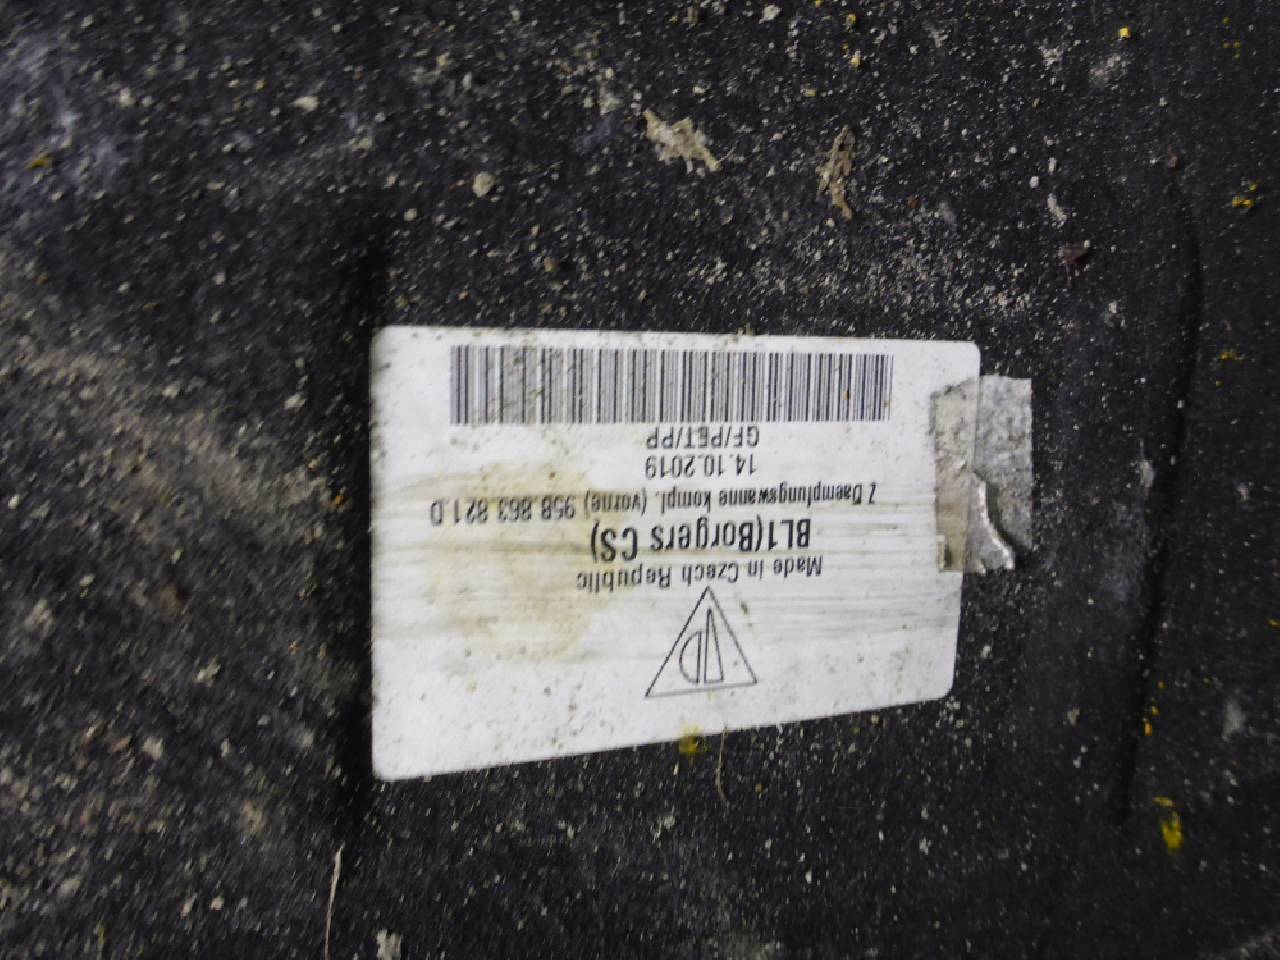 Made in Czech Republic
BL1(Borgers CS)
Z Daempfungswanne kompl. (vorne) 95B 863 821.D
14.10.2019
GF/PET/PP